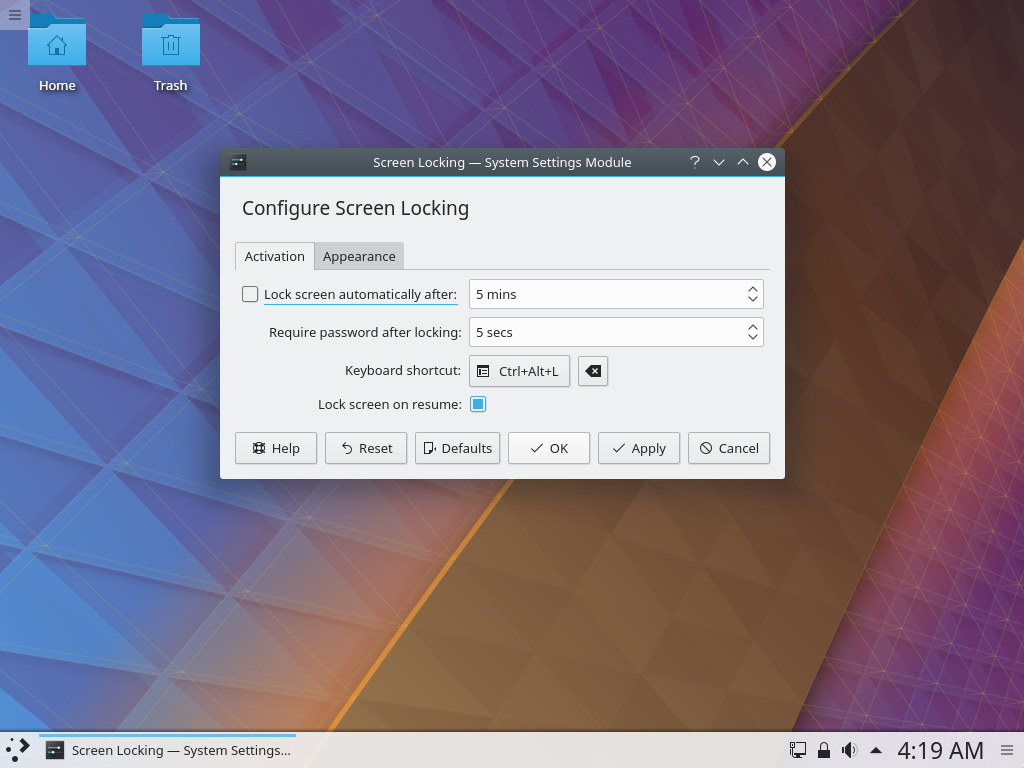 Home
Trash
Screen Locking — System Settings Module
Configure Screen Locking
Activation
Appearance
Lock screen automatically after: 5 mins
Require password after locking: 5 secs
Keyboard shortcut: Ctrl+Alt+L
Lock screen on resume:
Help Reset Defaults OK Apply Cancel
Screen Locking — System Settings...
4:19 AM